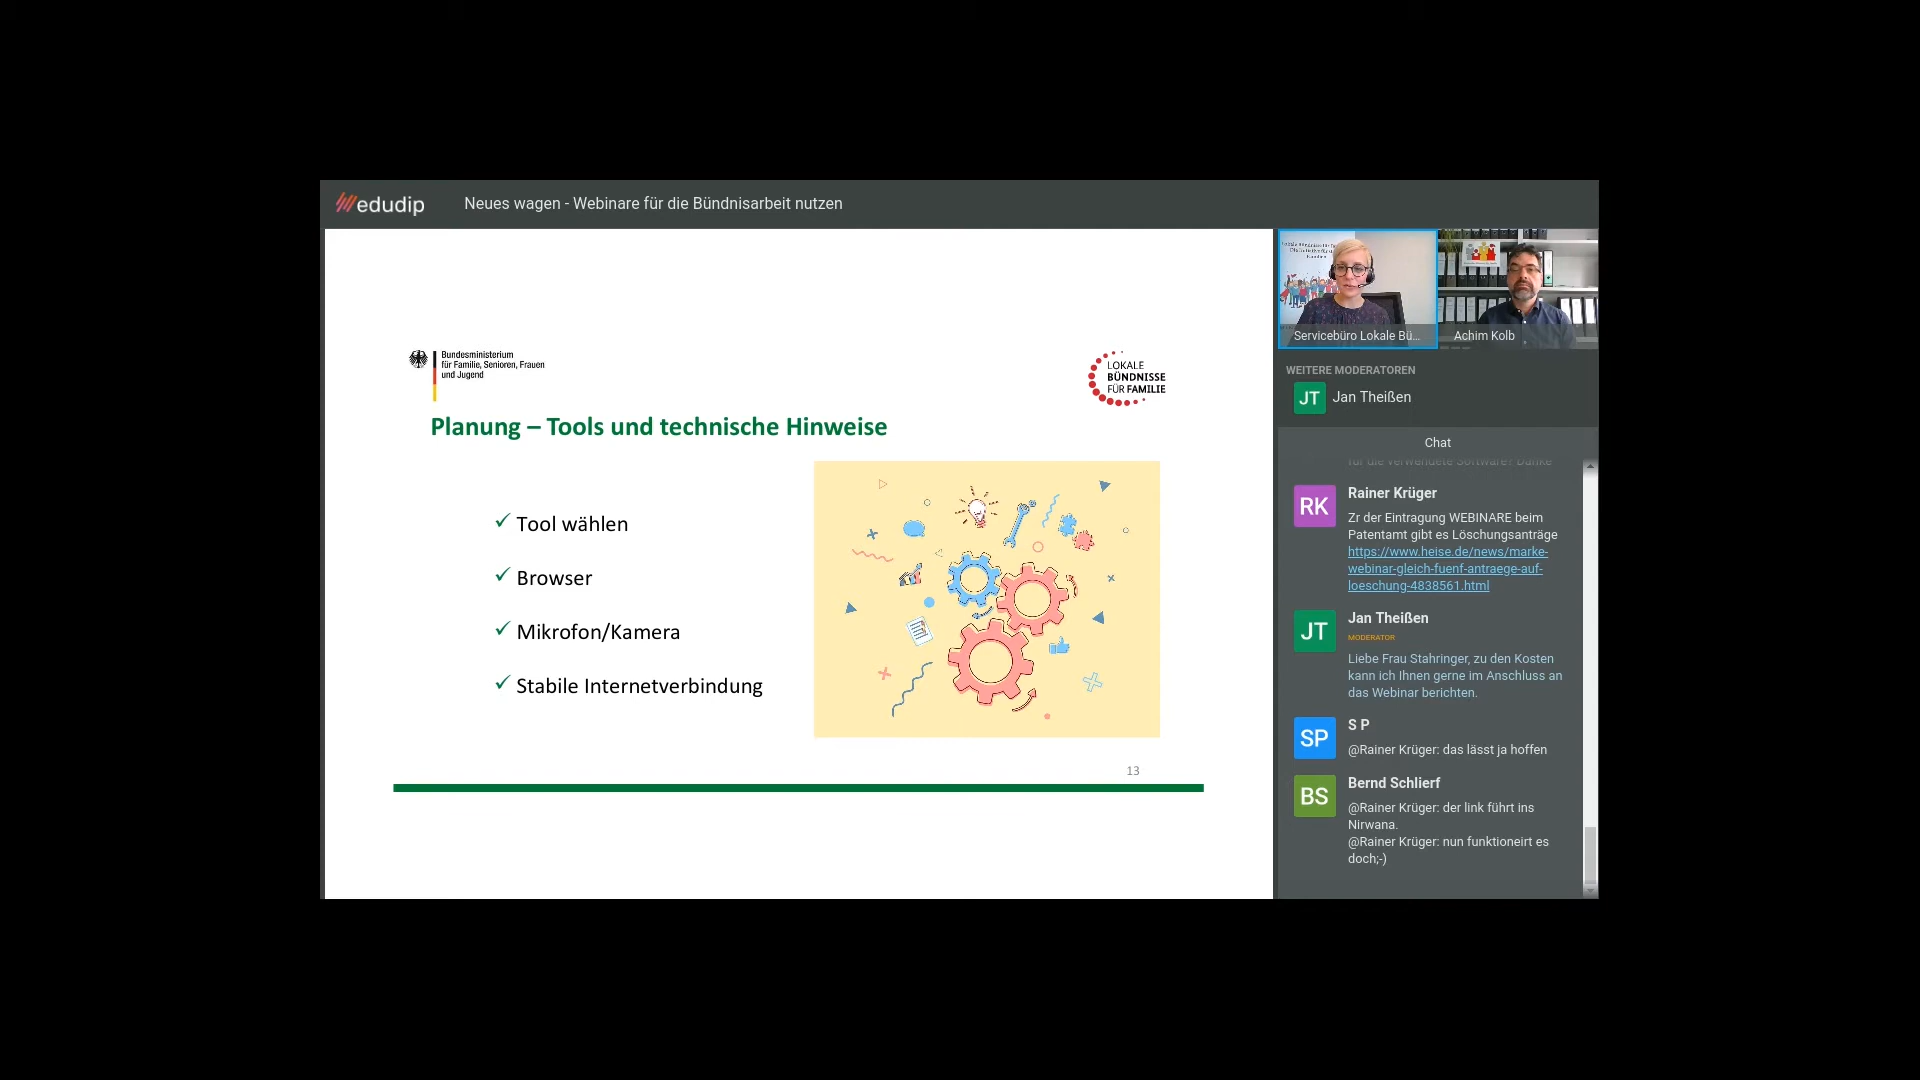 edudip
Neues wagen - Webinare für die Bündnisarbeit nutzen
Bundesministerium
für Familie, Senioren, Frauen
und Jugend
LOKALE
BÜNDNISSE
FÜR FAMILIE
Planung – Tools und technische Hinweise
✓ Tool wählen
✓ Browser
✓ Mikrofon/Kamera
✓ Stabile Internetverbindung
13
Servicebüro Lokale Bü...
Achim Kolb
WEITERE MODERATOREN
JT Jan Theißen
Chat
für die verwendete Software? Danke
RK Rainer Krüger
Zr der Eintragung WEBINARE beim
Patentamt gibt es Löschungsanträge
https://www.heise.de/news/marke-
webinar-gleich-fuenf-antraege-auf-
loeschung-4838561.html
JT Jan Theißen
MODERATOR
Liebe Frau Stahringer, zu den Kosten
kann ich Ihnen gerne im Anschluss an
das Webinar berichten.
SP S P
@Rainer Krüger: das lässt ja hoffen
BS Bernd Schlierf
@Rainer Krüger: der link führt ins
Nirwana.
@Rainer Krüger: nun funktioneirt es
doch;-)